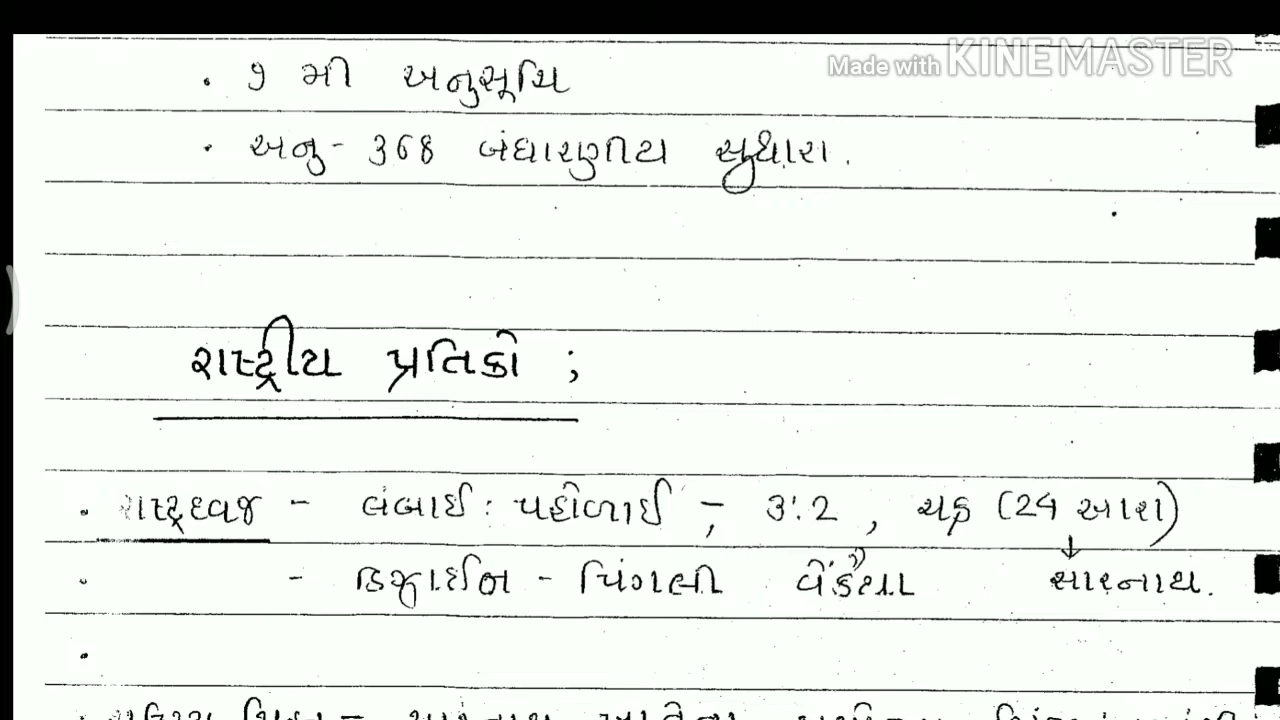 Made with KINEMASTER
. 9 મી અનુસૂચિ
. અનુ - 368 બંધારણીય સુધારા.
રાષ્ટ્રીય પ્રતિકો ;
. રાષ્ટ્રધ્વજ - લંબાઈ : પહોળાઈ , - 3:2 , ચક્ર (24 આરા)
- ડિઝાઈન - પિંગલી વેંકૈયા ↓ સારનાથ.